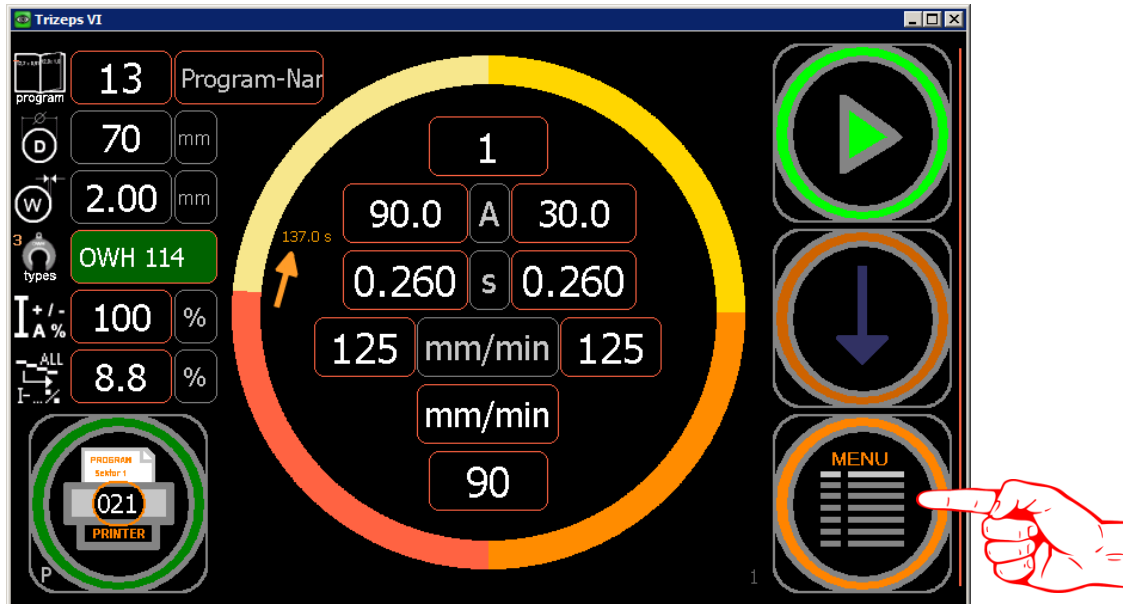 Trizeps VI
program
13
Program-Nar
D
70
mm
W
2.00
mm
3
types
OWH 114
I + / -
A %
100
%
ALL
I-...%
8.8
%
PROGRAM
Sektor 1
021
PRINTER
P
1
90.0 A 30.0
0.260 s 0.260
125 mm/min 125
mm/min
90
137.0 s
MENU
1